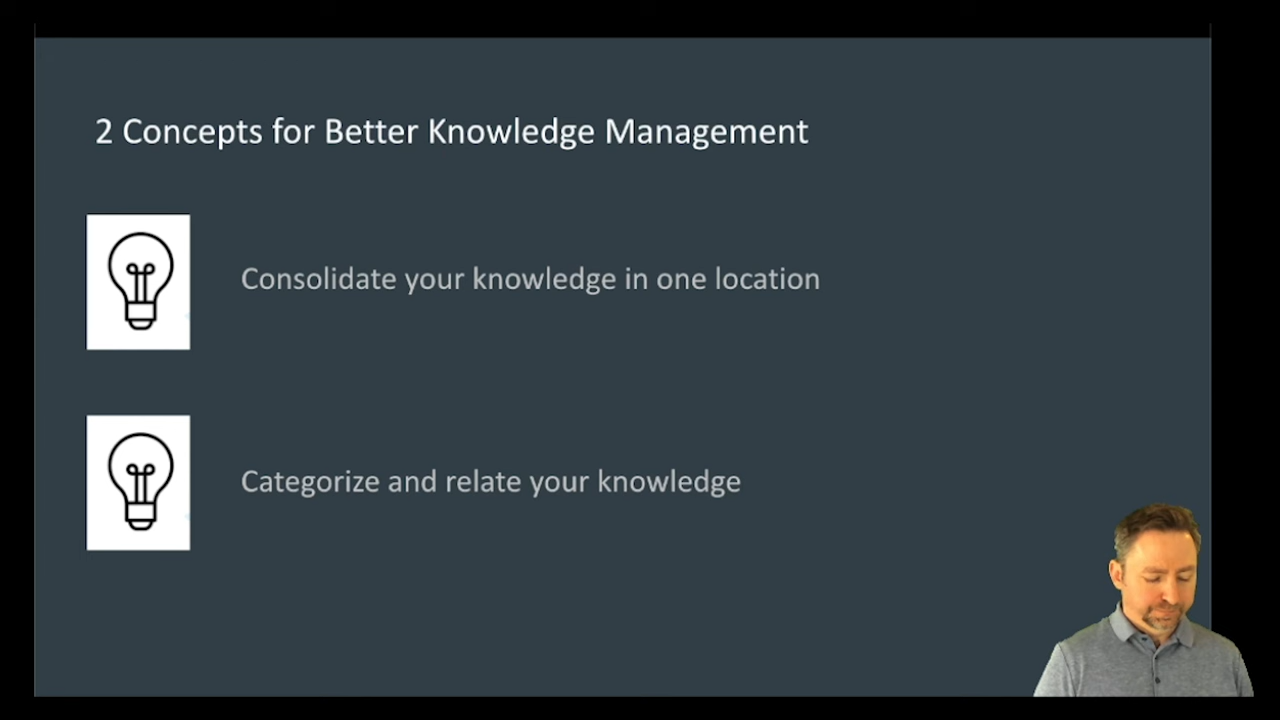 2 Concepts for Better Knowledge Management
Consolidate your knowledge in one location
Categorize and relate your knowledge